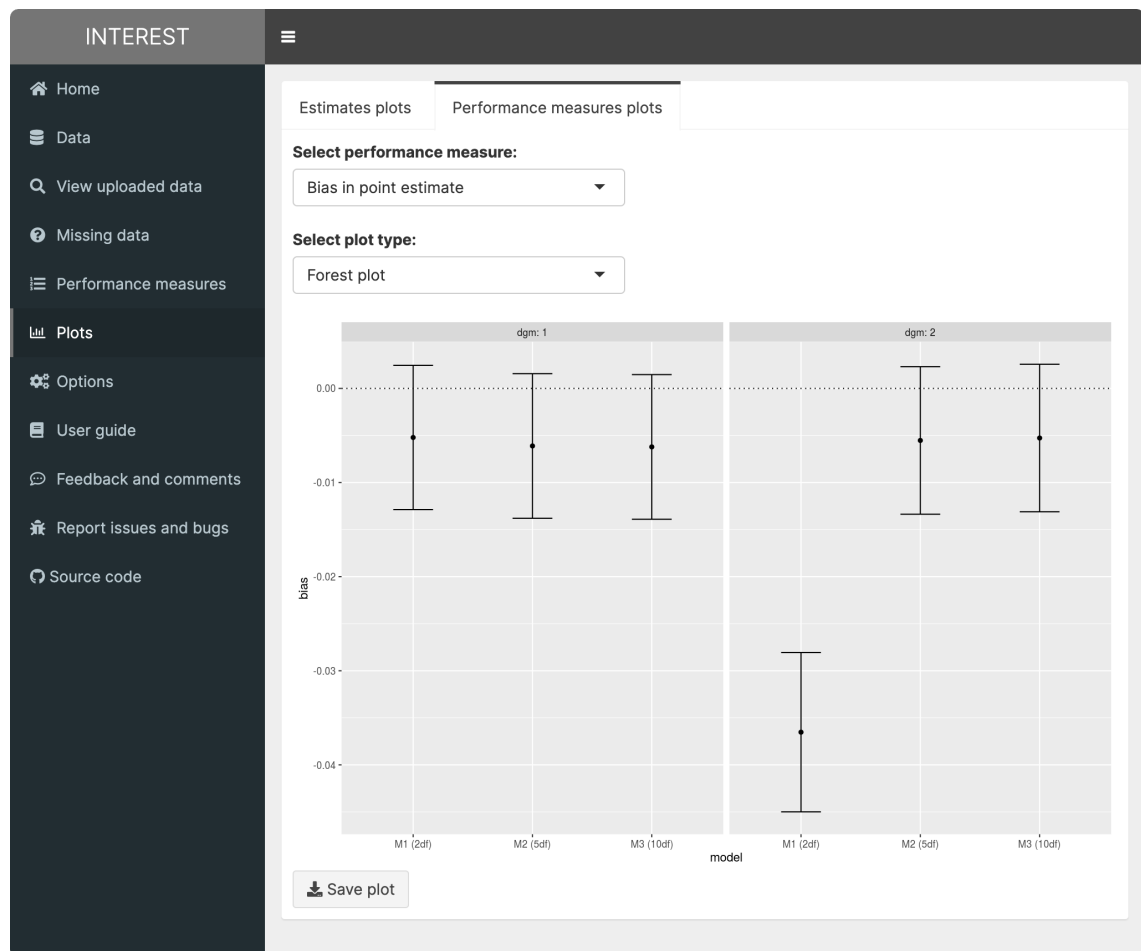 INTEREST
Home
Data
View uploaded data
Missing data
Performance measures
Plots
Options
User guide
Feedback and comments
Report issues and bugs
Source code
Estimates plots
Performance measures plots
Select performance measure:
Bias in point estimate
Select plot type:
Forest plot
dgm: 1
dgm: 2
0.00
-0.01
-0.02
-0.03
-0.04
bias
M1 (2df)
M2 (5df)
M3 (10df)
M1 (2df)
M2 (5df)
M3 (10df)
model
Save plot